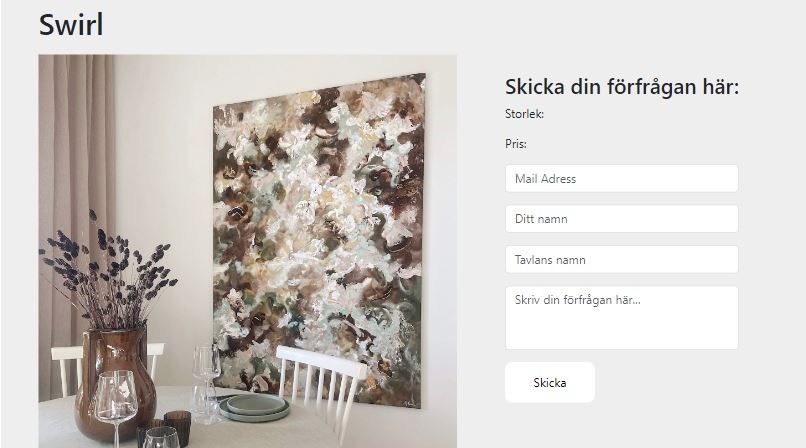 Swirl
Skicka din förfrågan här:
Storlek:
Pris:
Mail Adress
Ditt namn
Tavlans namn
Skriv din förfrågan här...
Skicka